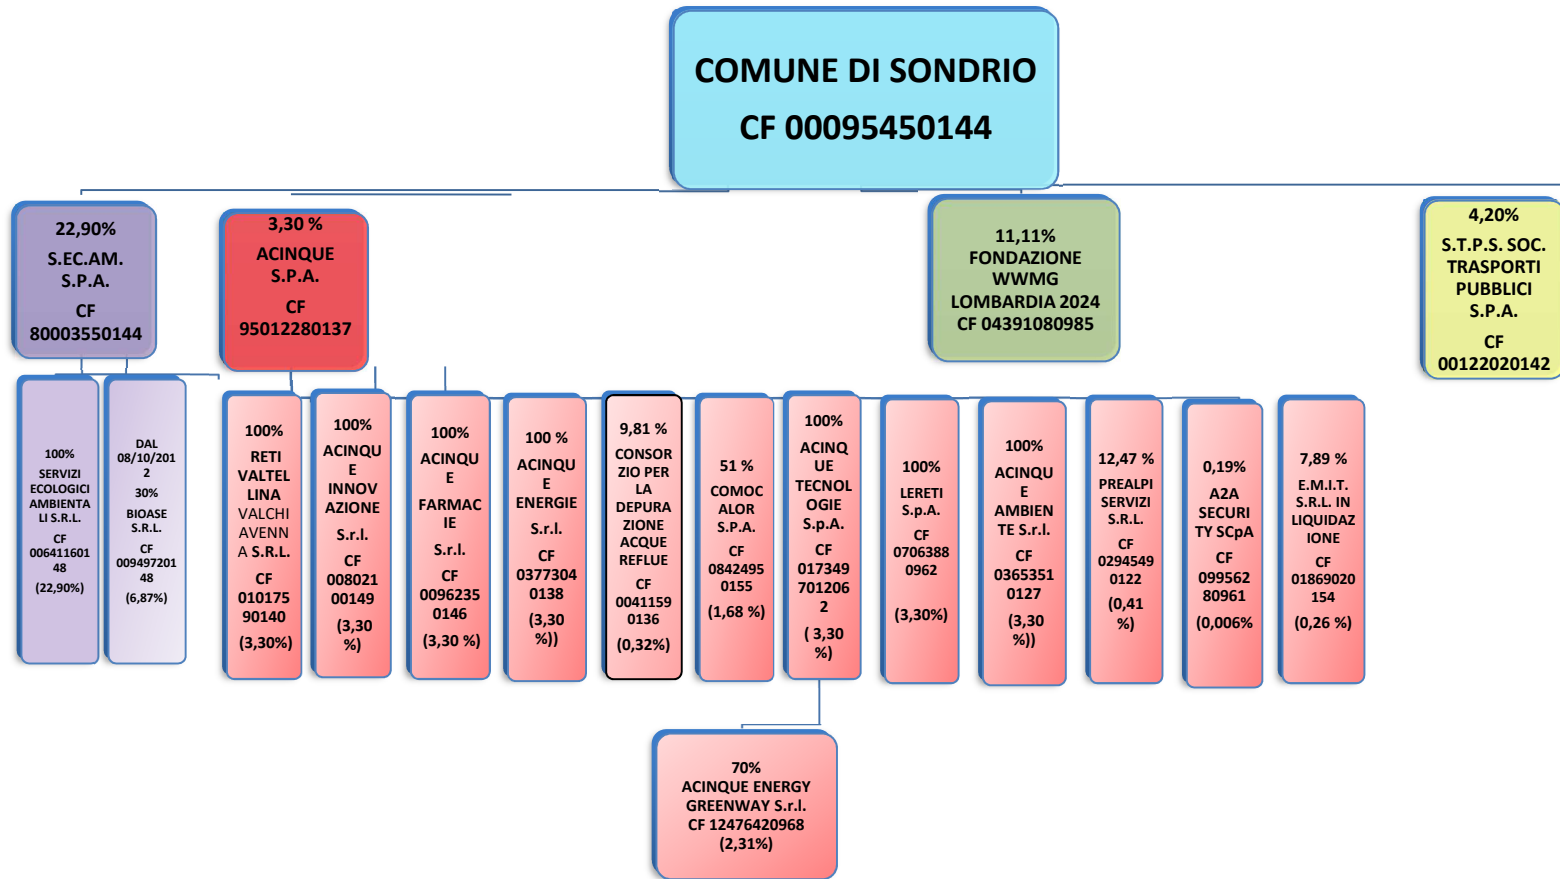 COMUNE DI SONDRIO
CF 00095450144
22,90%
S.EC.AM.
S.P.A.
CF
80003550144
3,30 %
ACINQUE
S.P.A.
CF
95012280137
11,11%
FONDAZIONE
WWMG
LOMBARDIA 2024
CF 04391080985
4,20%
S.T.P.S. SOC.
TRASPORTI
PUBBLICI
S.P.A.
CF
00122020142
100%
SERVIZI
ECOLOGICI
AMBIENTA
LI S.R.L.
CF
006411601
48
(22,90%)
DAL
08/10/201
2
30%
BIOASE
S.R.L.
CF
009497201
48
(6,87%)
100%
RETI
VALTEL
LINA
VALCHI
AVENN
A S.R.L.
CF
010175
90140
(3,30%)
100%
ACINQU
E
INNOV
AZIONE
S.r.l.
CF
008021
00149
(3,30
%)
100%
ACINQU
E
FARMAC
IE
S.r.l.
CF
0096235
0146
(3,30 %)
100 %
ACINQU
E
ENERGIE
S.r.l.
CF
0377304
0138
(3,30
%))
9,81 %
CONSOR
ZIO PER
LA
DEPURA
ZIONE
ACQUE
REFLUE
CF
0041159
0136
(0,32%)
51 %
COMOC
ALOR
S.P.A.
CF
0842495
0155
(1,68 %)
100%
ACINQ
UE
TECNOL
OGIE
S.p.A.
CF
017349
701206
2
( 3,30
%)
100%
LERETI
S.p.A.
CF
0706388
0962
(3,30%)
100%
ACINQU
E
AMBIEN
TE S.r.l.
CF
0365351
0127
(3,30
%))
12,47 %
PREALPI
SERVIZI
S.R.L.
CF
0294549
0122
(0,41
%)
0,19%
A2A
SECURI
TY SCpA
CF
099562
80961
(0,006%
7,89 %
E.M.I.T.
S.R.L. IN
LIQUIDAZ
IONE
CF
01869020
154
(0,26 %)
70%
ACINQUE ENERGY
GREENWAY S.r.l.
CF 12476420968
(2,31%)